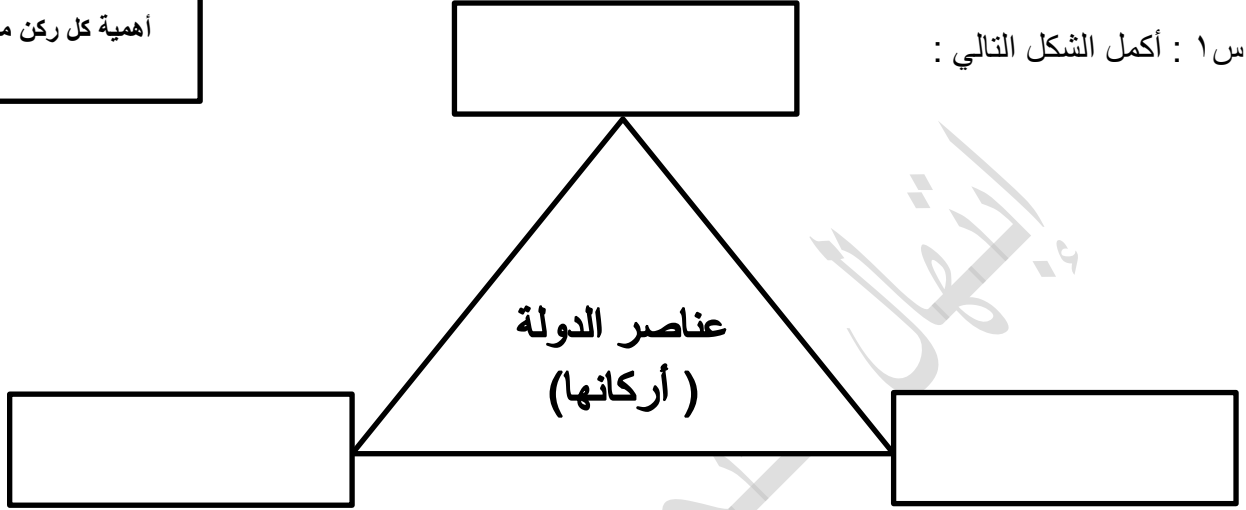 س١ : أكمل الشكل التالي :
أهمية كل ركن
عناصر الدولة
( أركانها)